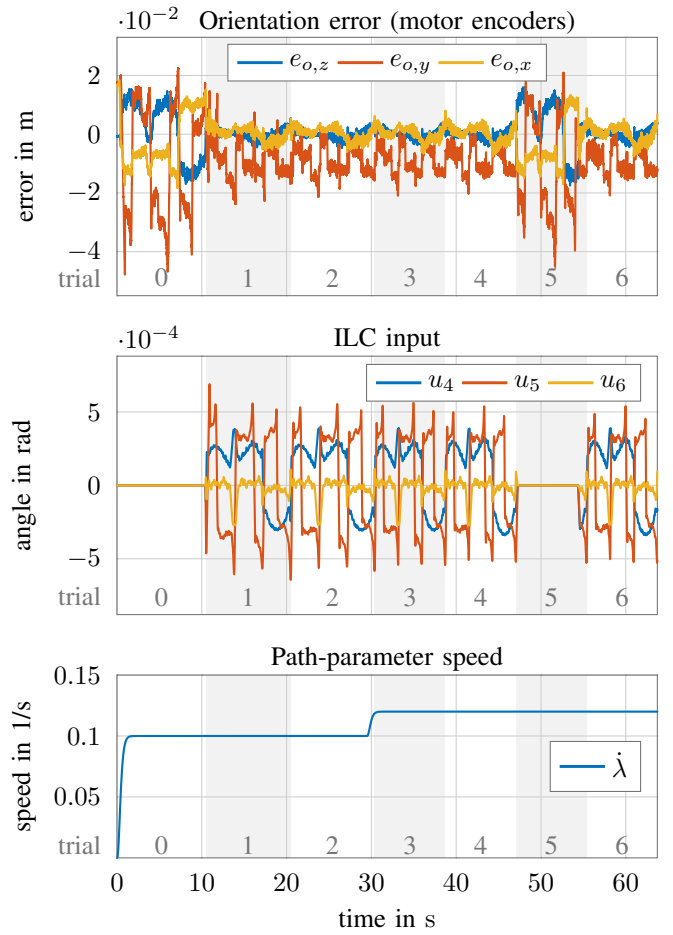 ·10⁻² Orientation error (motor encoders)
e_{o,z} e_{o,y} e_{o,x}
2
0
−2
−4
error in m
trial 0 1 2 3 4 5 6
·10⁻⁴ ILC input
u₄ u₅ u₆
5
0
−5
angle in rad
trial 0 1 2 3 4 5 6
Path-parameter speed
0.15
0.1
0.05
0
speed in 1/s
λ̇
trial 0 1 2 3 4 5 6
0 10 20 30 40 50 60
time in s